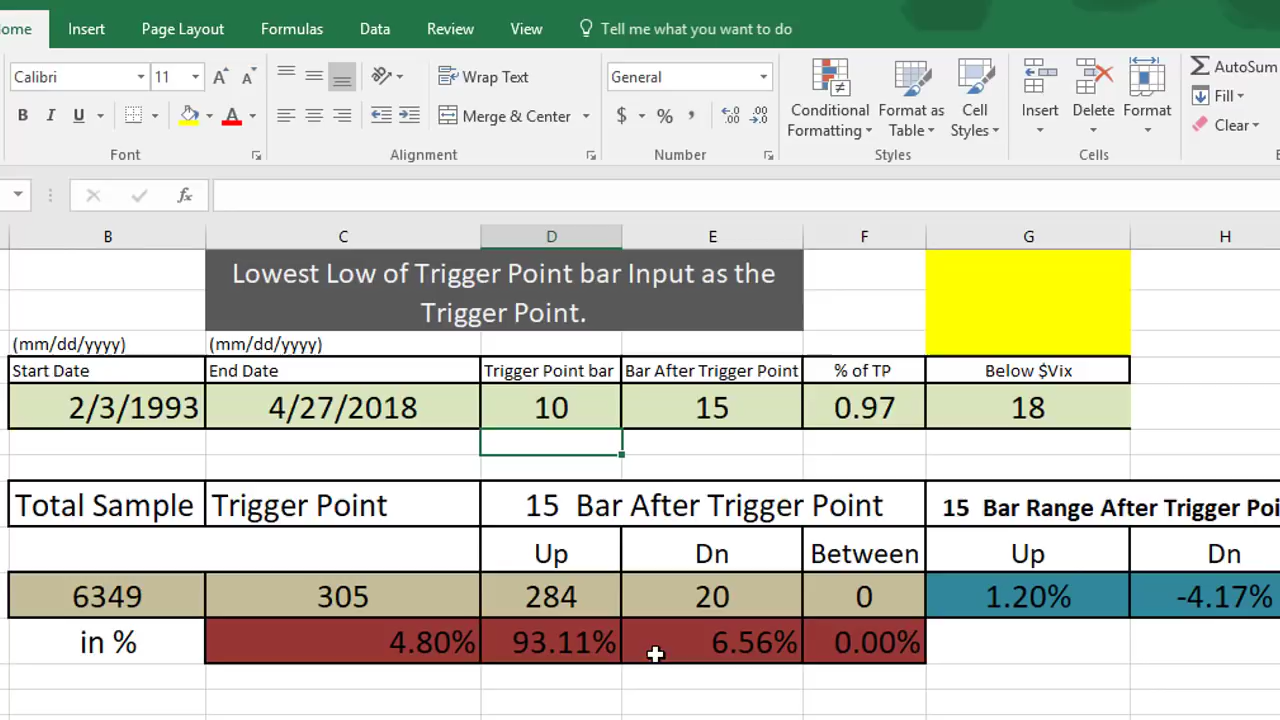 ome Insert Page Layout Formulas Data Review View Tell me what you want to do
Calibri 11 A A Wrap Text General Conditional Formatting Format as Table Cell Styles Insert Delete Format AutoSum
B I U A Merge & Center $ % , .00 .00 Fill
Clear
Font Alignment Number Styles Cells
fx
B C D E F G H
Lowest Low of Trigger Point bar Input as the
Trigger Point.
(mm/dd/yyyy) (mm/dd/yyyy)
Start Date End Date Trigger Point bar Bar After Trigger Point % of TP Below $Vix
2/3/1993 4/27/2018 10 15 0.97 18
Total Sample Trigger Point 15 Bar After Trigger Point 15 Bar Range After Trigger Poi
Up Dn Between Up Dn
6349 305 284 20 0 1.20% -4.17%
in % 4.80% 93.11% 6.56% 0.00%